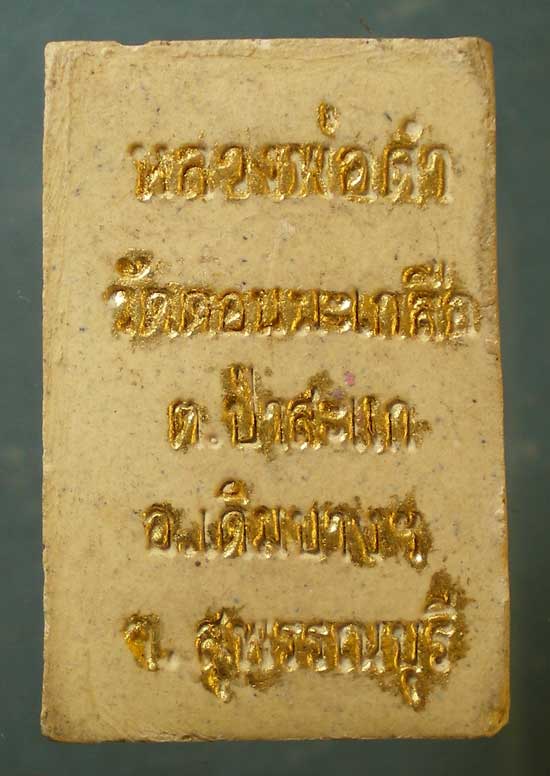 หลวงพ่อดำ
วัดดอนมะเกลือ
ต.ป่าสะแก
อ.เดิมบางฯ
จ.สุพรรณบุรี